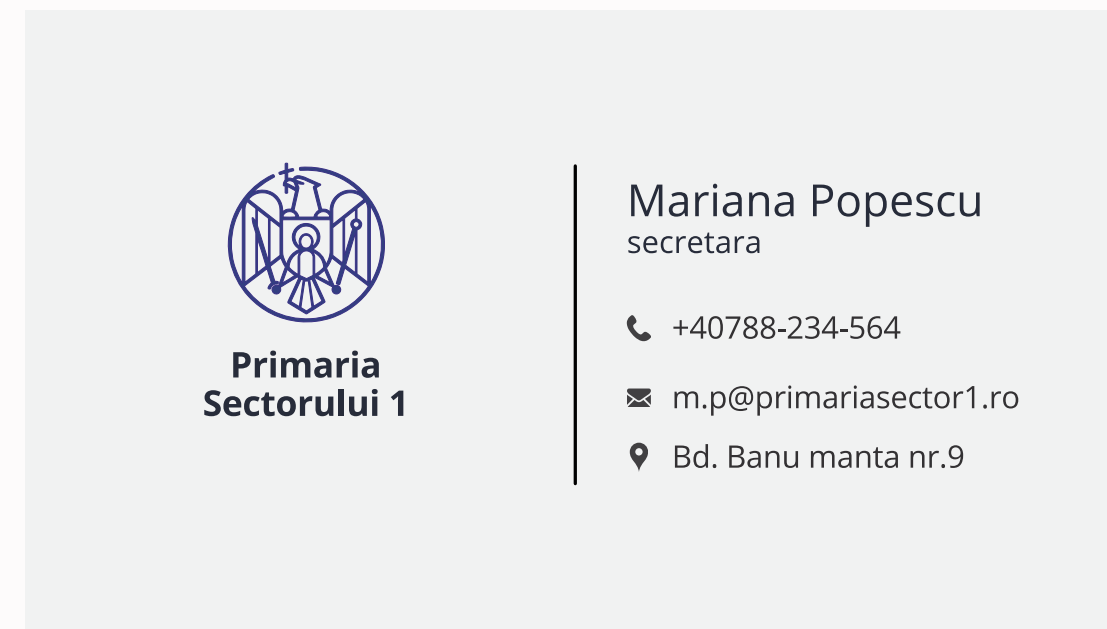 Primaria
Sectorului 1
Mariana Popescu
secretara
+40788-234-564
m.p@primariasector1.ro
Bd. Banu manta nr.9